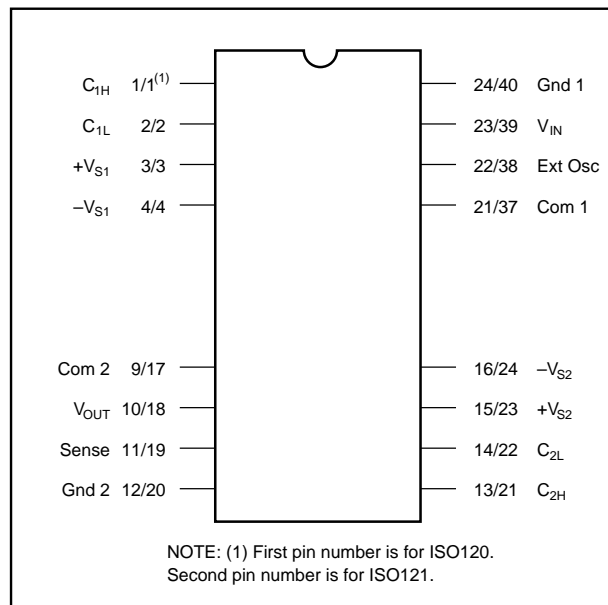 C1H 1/1(1)
C1L 2/2
+VS1 3/3
–VS1 4/4
Com 2 9/17
VOUT 10/18
Sense 11/19
Gnd 2 12/20
24/40 Gnd 1
23/39 VIN
22/38 Ext Osc
21/37 Com 1
16/24 –VS2
15/23 +VS2
14/22 C2L
13/21 C2H
NOTE: (1) First pin number is for ISO120.
Second pin number is for ISO121.